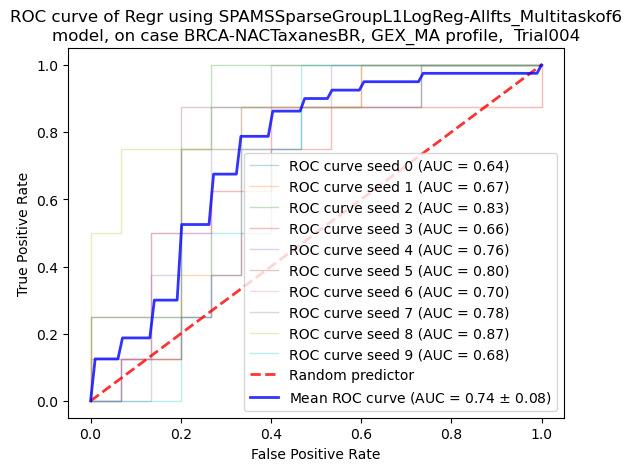 ROC curve of Regr using SPAMSSparseGroupL1LogReg-Allfts_Multitaskof6
model, on case BRCA-NACTaxanesBR, GEX_MA profile,  Trial004
1.0
0.8
0.6
0.4
0.2
0.0
True Positive Rate
ROC curve seed 0 (AUC = 0.64)
ROC curve seed 1 (AUC = 0.67)
ROC curve seed 2 (AUC = 0.83)
ROC curve seed 3 (AUC = 0.66)
ROC curve seed 4 (AUC = 0.76)
ROC curve seed 5 (AUC = 0.80)
ROC curve seed 6 (AUC = 0.70)
ROC curve seed 7 (AUC = 0.78)
ROC curve seed 8 (AUC = 0.87)
ROC curve seed 9 (AUC = 0.68)
Random predictor
Mean ROC curve (AUC = 0.74 ± 0.08)
0.0 0.2 0.4 0.6 0.8 1.0
False Positive Rate